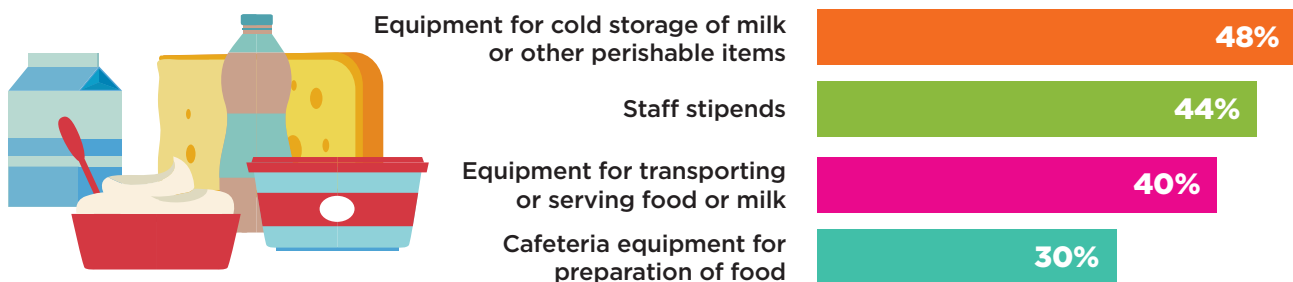 Equipment for cold storage of milk
or other perishable items
48%
Staff stipends
44%
Equipment for transporting
or serving food or milk
40%
Cafeteria equipment for
preparation of food
30%